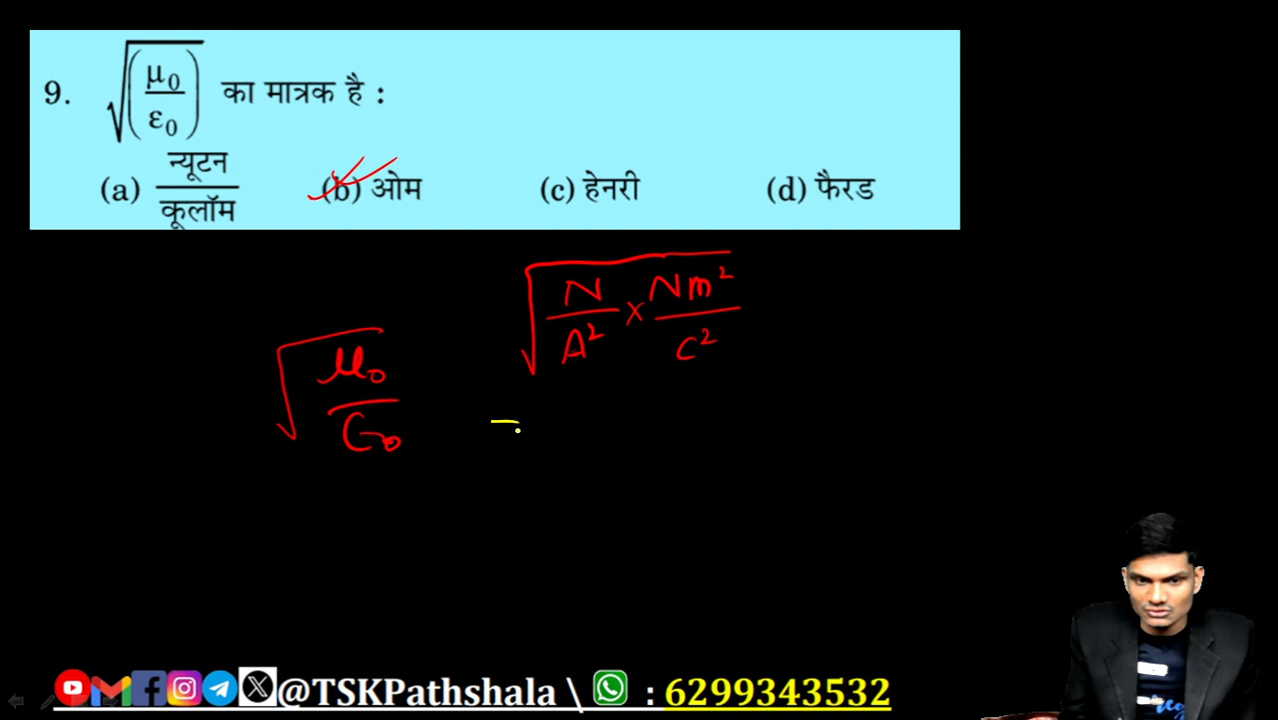 9. √(μ₀/ε₀) का मात्रक है :
(a) न्यूटन/कूलॉम (b) ओम (c) हेनरी (d) फैरड
√(N/A² × Nm²/C²)
√(μ₀/ε₀)
@TSKPathshala \ : 6299343532